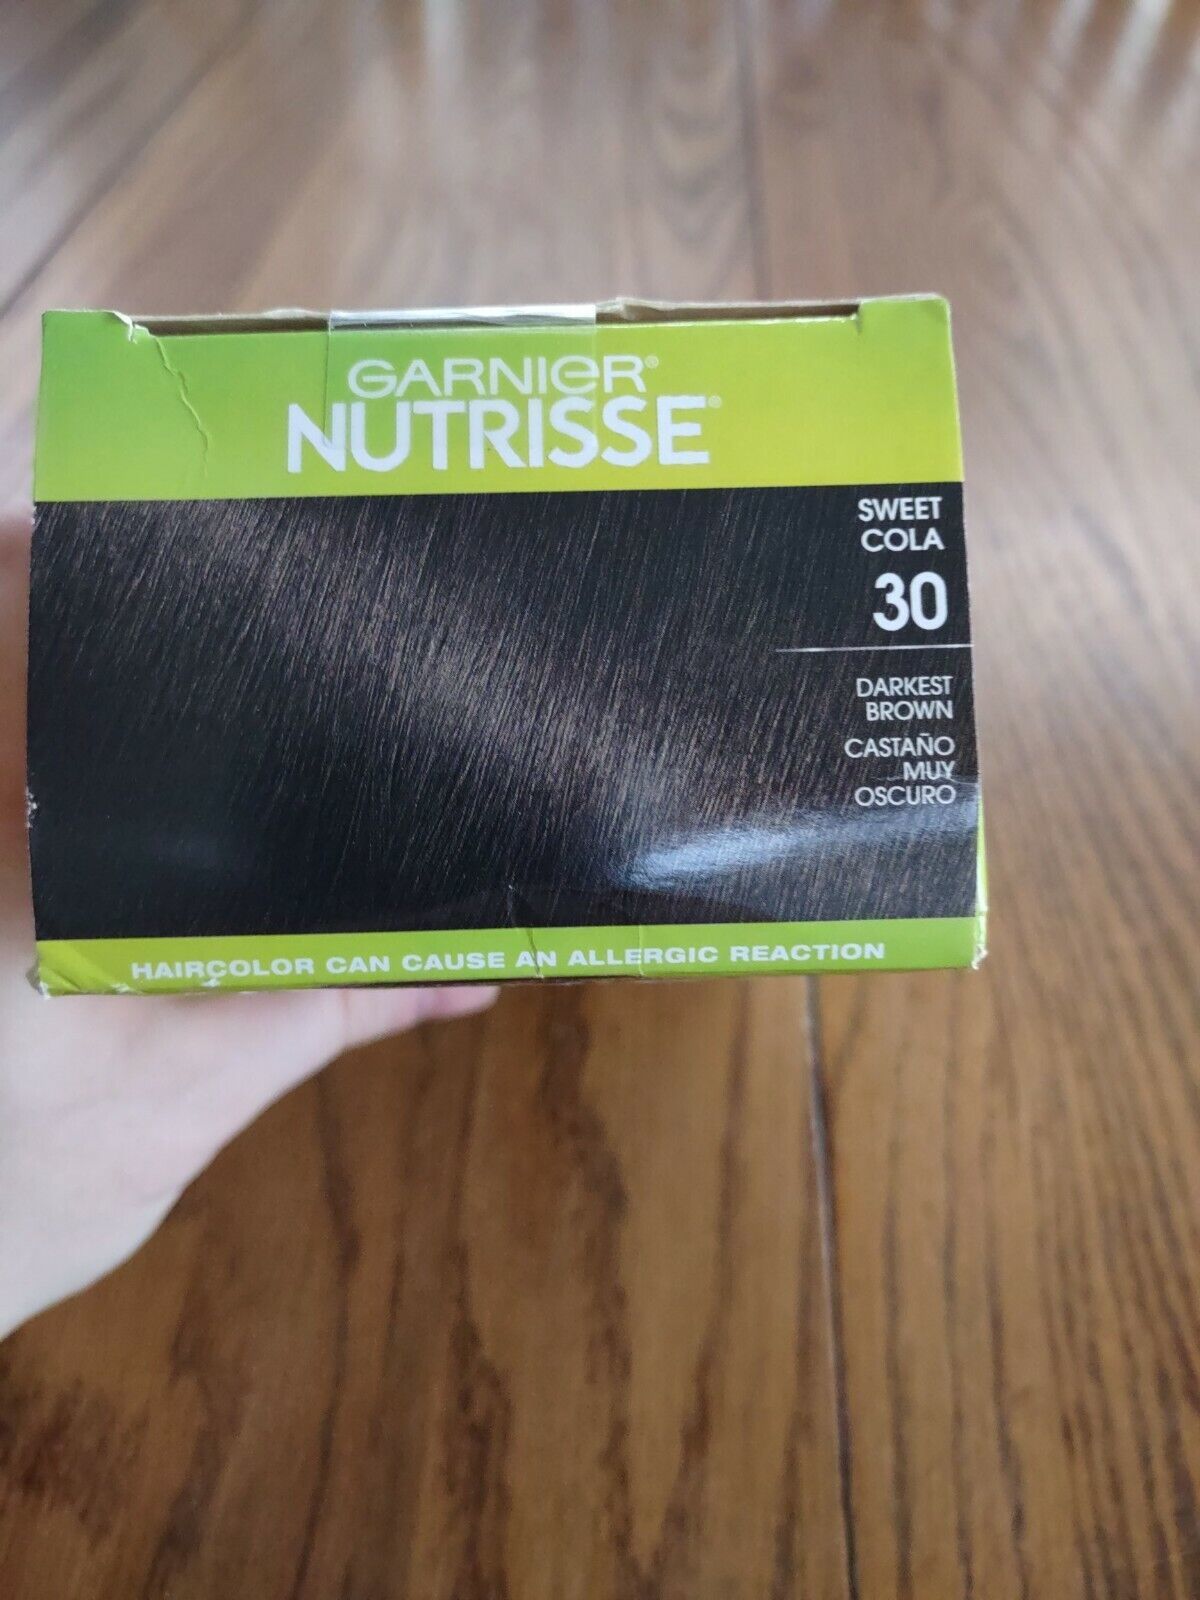 GARNIER®
NUTRISSE®
SWEET
COLA
30
DARKEST
BROWN
CASTAÑO
MUY
OSCURO
HAIRCOLOR CAN CAUSE AN ALLERGIC REACTION